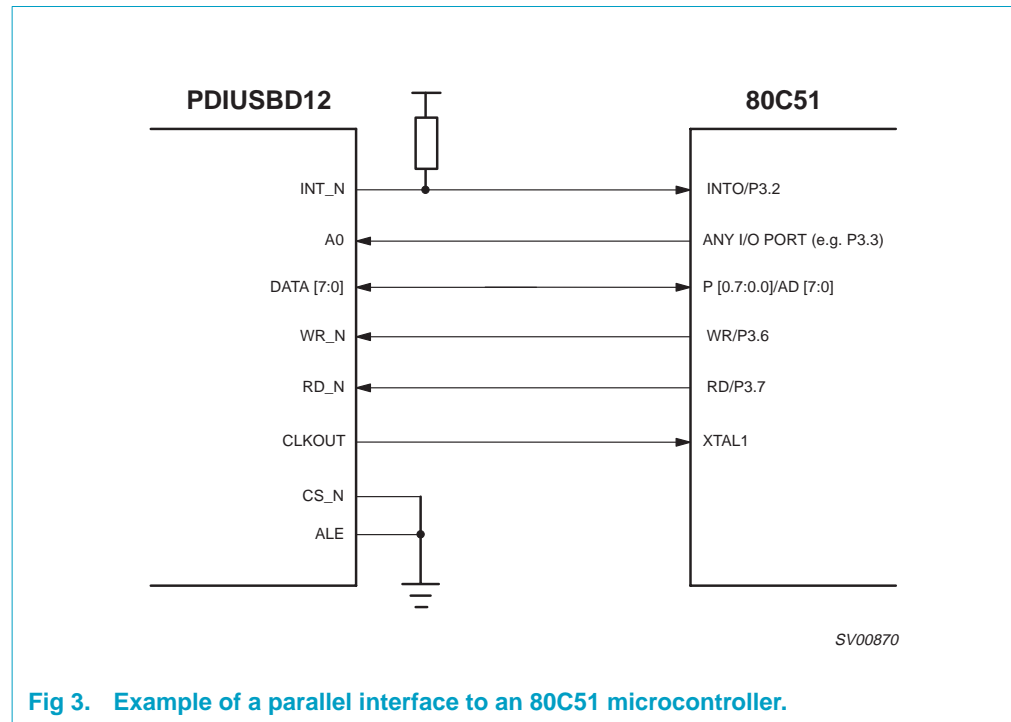 PDIUSBD12 80C51
INT_N INTO/P3.2
A0 ANY I/O PORT (e.g. P3.3)
DATA [7:0] P [0.7:0.0]/AD [7:0]
WR_N WR/P3.6
RD_N RD/P3.7
CLKOUT XTAL1
CS_N
ALE
SV00870
Fig 3. Example of a parallel interface to an 80C51 microcontroller.